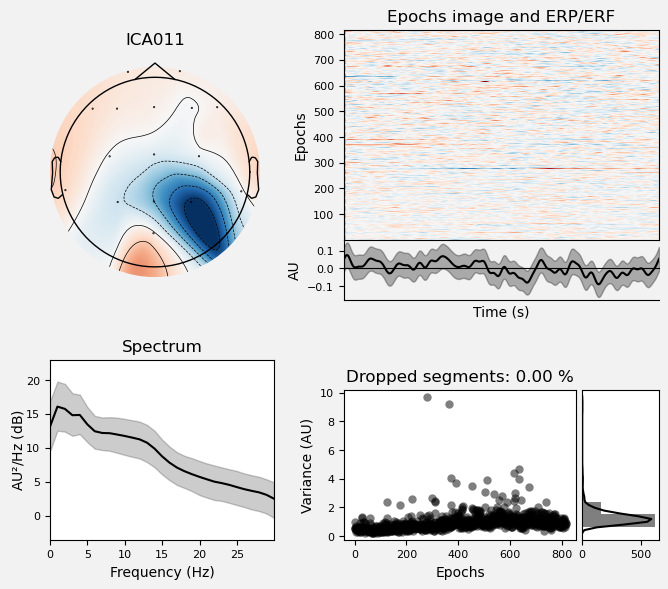 ICA011
Epochs image and ERP/ERF
800
700
600
500
400
300
200
100
Epochs
0.1
0.0
−0.1
AU
Time (s)
Spectrum
20
15
10
5
0
AU²/Hz (dB)
0 5 10 15 20 25
Frequency (Hz)
Dropped segments: 0.00 %
10
8
6
4
2
0
Variance (AU)
0 200 400 600 800
Epochs
0 500